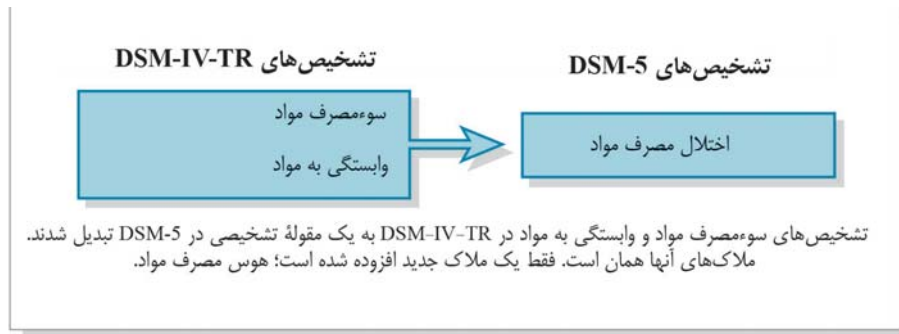 تشخیص‌های DSM-5
تشخیص‌های DSM-IV-TR
اختلال مصرف مواد
سوءمصرف مواد
وابستگی به مواد
تشخیص‌های سوءمصرف مواد و وابستگی به مواد در DSM-IV-TR به یک مقولهٔ تشخیصی در DSM-5 تبدیل شدند.
ملاک‌های آنها همان است. فقط یک ملاک جدید افزوده شده است؛ هوس مصرف مواد.